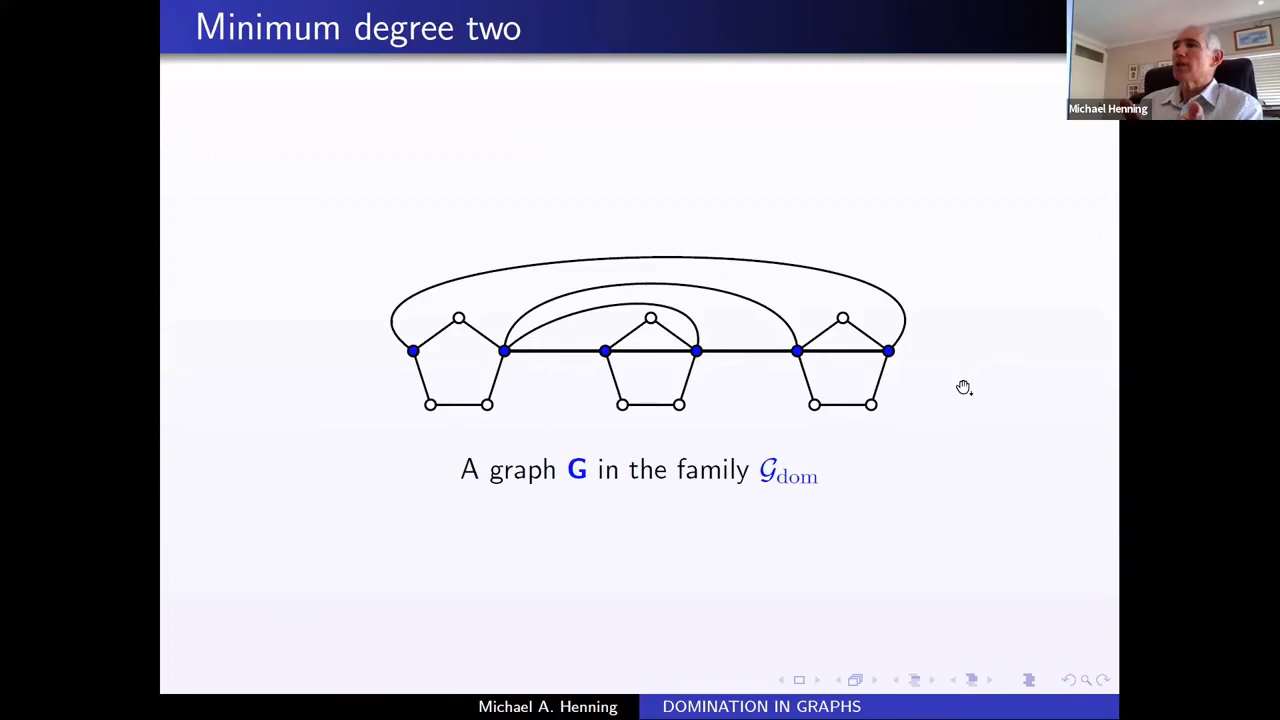 Minimum degree two
Michael Henning
A graph G in the family 𝒢dom
Michael A. Henning
DOMINATION IN GRAPHS